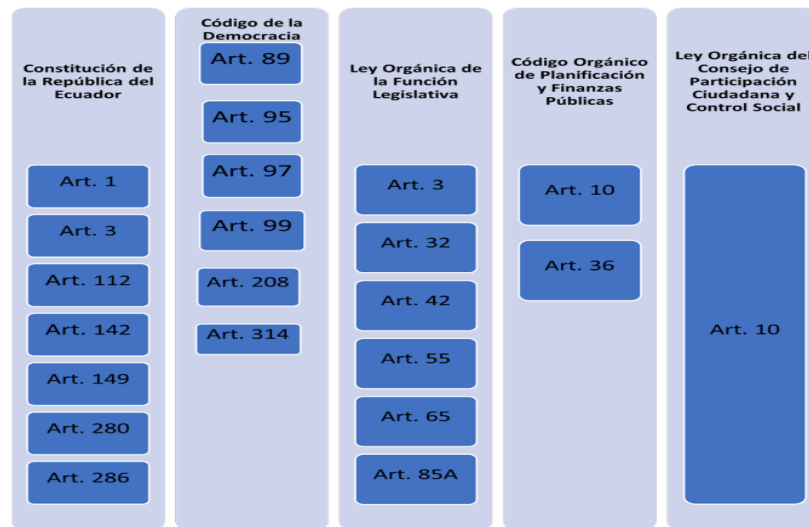 Constitución de
la República del
Ecuador
Art. 1
Art. 3
Art. 112
Art. 142
Art. 149
Art. 280
Art. 286
Código de la
Democracia
Art. 89
Art. 95
Art. 97
Art. 99
Art. 208
Art. 314
Ley Orgánica de
la Función
Legislativa
Art. 3
Art. 32
Art. 42
Art. 55
Art. 65
Art. 85A
Código Orgánico
de Planificación
y Finanzas
Públicas
Art. 10
Art. 36
Ley Orgánica del
Consejo de
Participación
Ciudadana y
Control Social
Art. 10